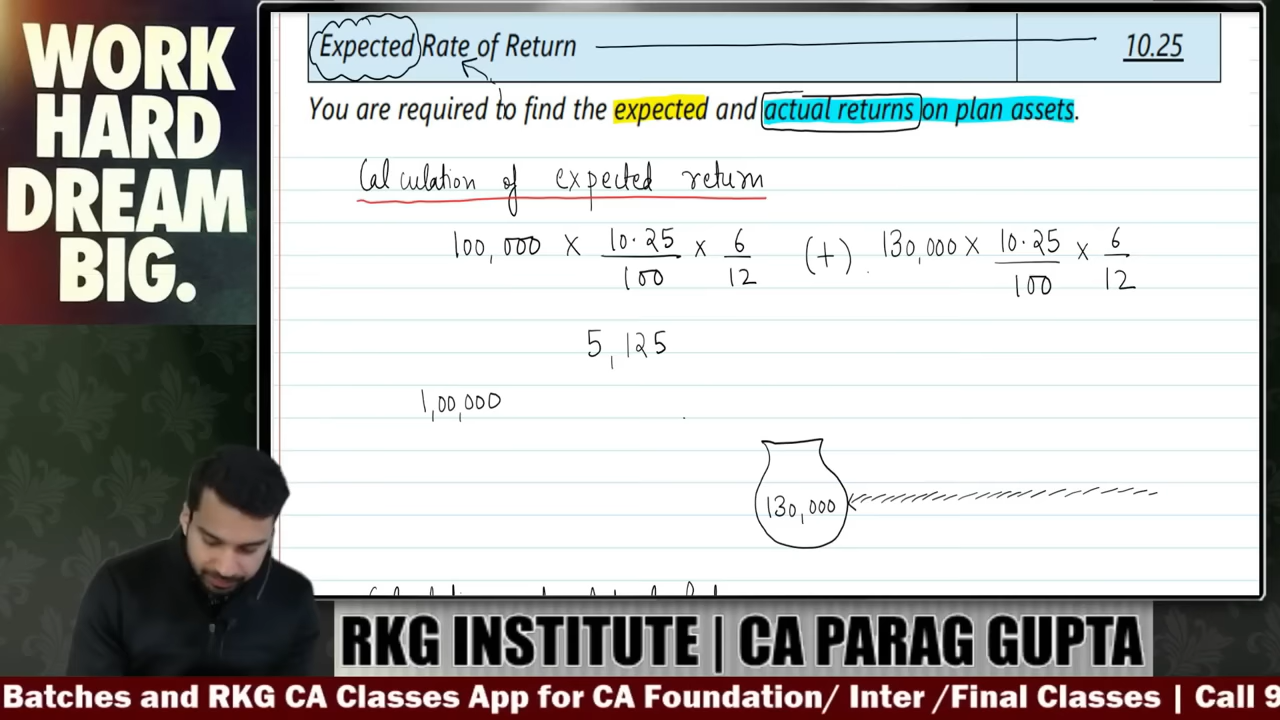 WORK
HARD
DREAM
BIG.
Expected Rate of Return 10.25
You are required to find the expected and actual returns on plan assets.
Calculation of expected return
100,000 × 10.25/100 × 6/12 (+) 130,000 × 10.25/100 × 6/12
5,125
1,00,000
130,000
RKG INSTITUTE | CA PARAG GUPTA
Batches and RKG CA Classes App for CA Foundation/ Inter /Final Classes | Call 9